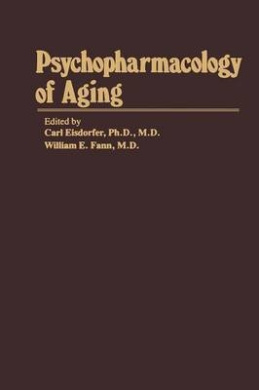 Psychopharmacology
of Aging
Edited by
Carl Eisdorfer, Ph.D., M.D.
William E. Fann, M.D.